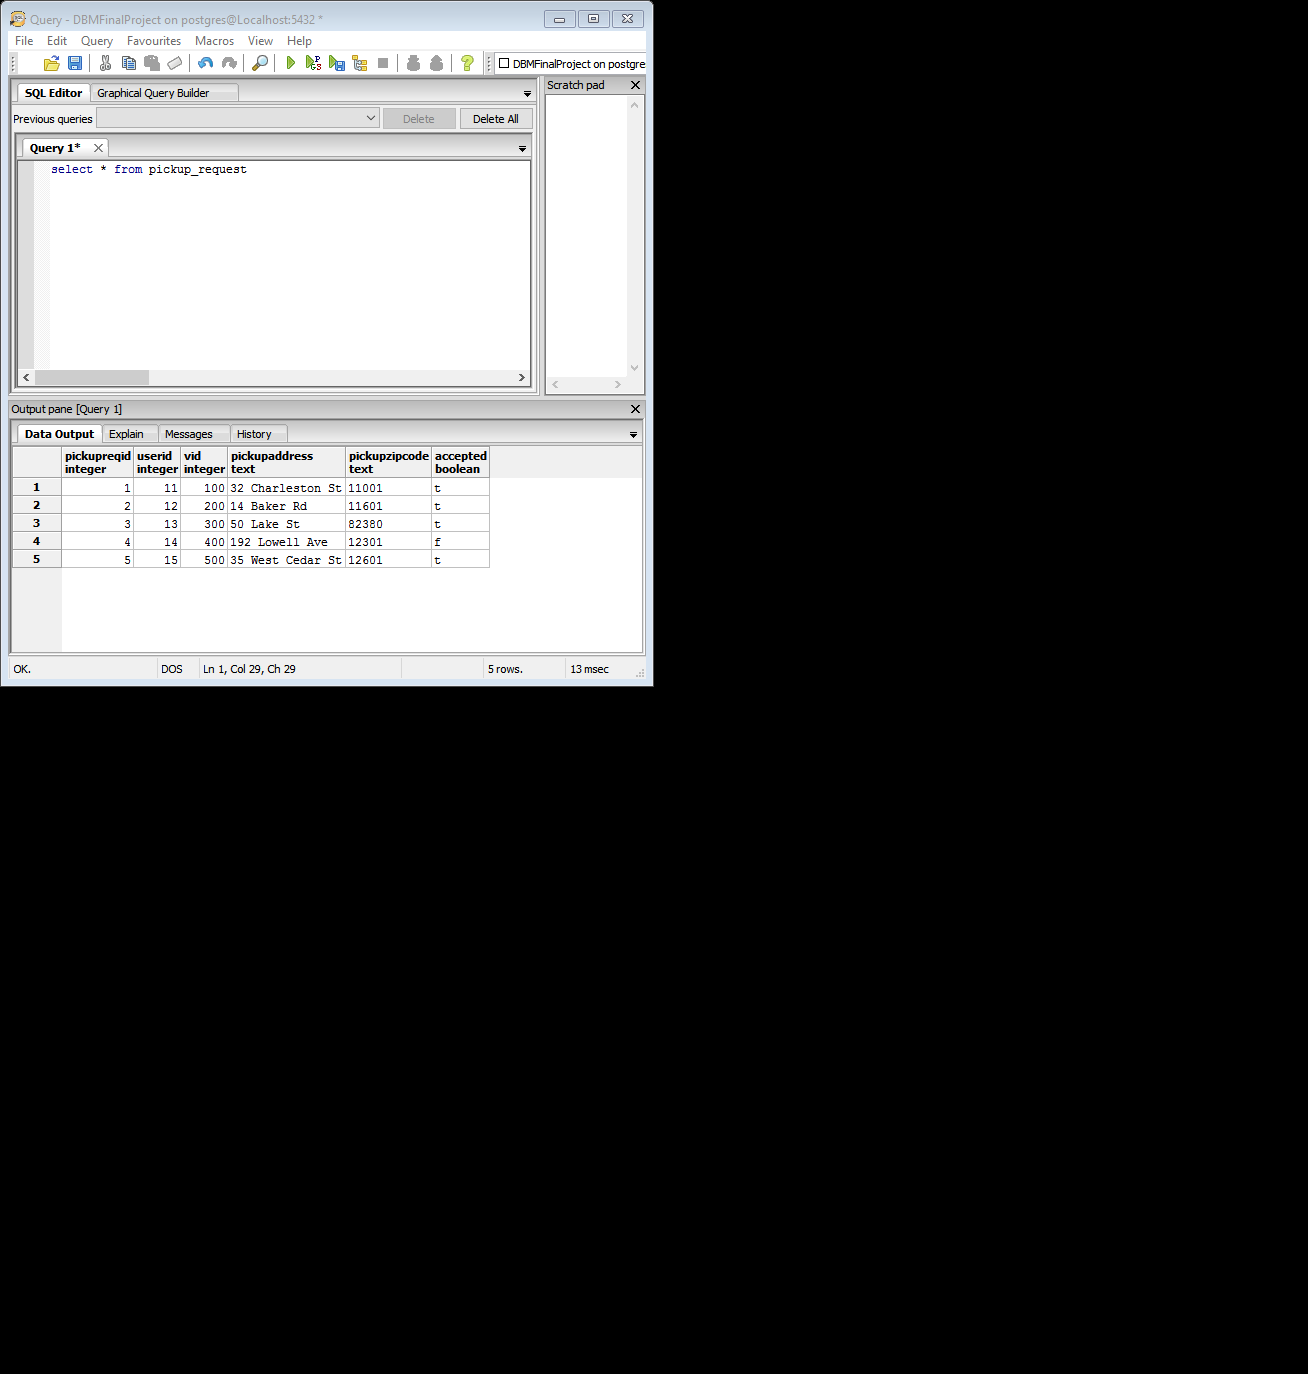 Query - DBMFinalProject on postgres@Localhost:5432 *
File Edit Query Favourites Macros View Help
DBMFinalProject on postgre
SQL Editor Graphical Query Builder
Scratch pad
Previous queries Delete Delete All
Query 1*
select * from pickup_request
Output pane [Query 1]
Data Output Explain Messages History
pickupreqid userid vid pickupaddress pickupzipcode accepted
integer integer integer text text boolean
1 1 11 100 32 Charleston St 11001 t
2 2 12 200 14 Baker Rd 11601 t
3 3 13 300 50 Lake St 82380 t
4 4 14 400 192 Lowell Ave 12301 f
5 5 15 500 35 West Cedar St 12601 t
OK. DOS Ln 1, Col 29, Ch 29 5 rows. 13 msec